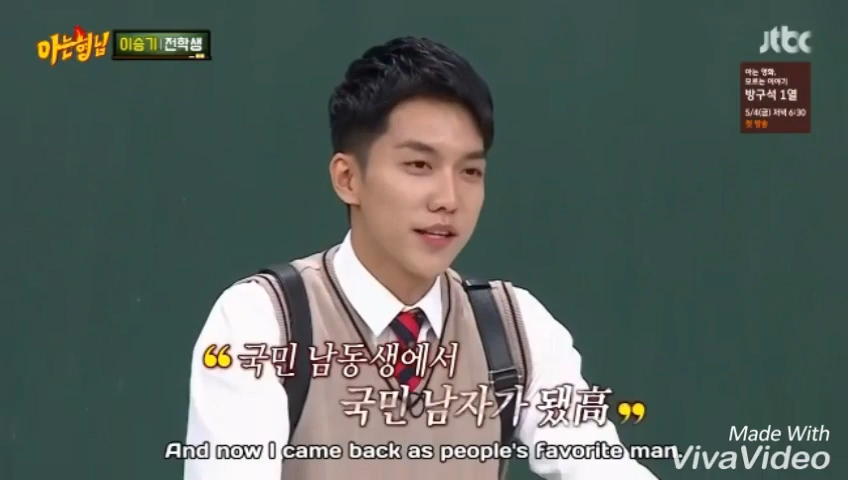 아는형님
이승기 | 전학생
jtbc
아는 영화,
모르는 이야기
방구석 1열
5/4(금) 저녁 6:30
첫 방송
“국민 남동생에서
국민 남자가 됐高”
And now I came back as people's favorite man.
Made With
VivaVideo